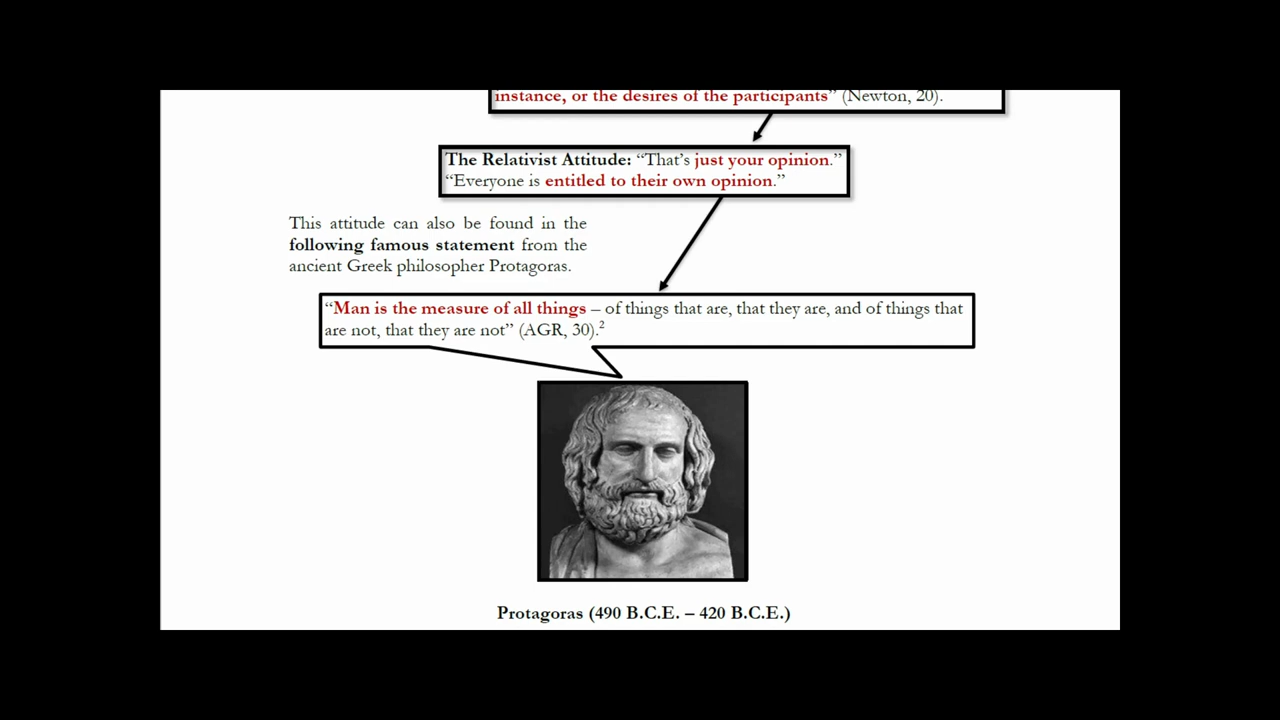 instance, or the desires of the participants” (Newton, 20).
The Relativist Attitude: “That’s just your opinion.”
“Everyone is entitled to their own opinion.”
This attitude can also be found in the
following famous statement from the
ancient Greek philosopher Protagoras.
“Man is the measure of all things – of things that are, that they are, and of things that
are not, that they are not” (AGR, 30).2
Protagoras (490 B.C.E. – 420 B.C.E.)